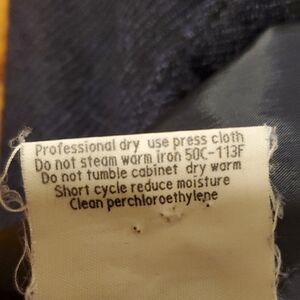 Professional dry use press cloth
Do not steam warm iron 50C-113F
Do not tumble cabinet dry warm
Short cycle reduce moisture
Clean perchloroethylene